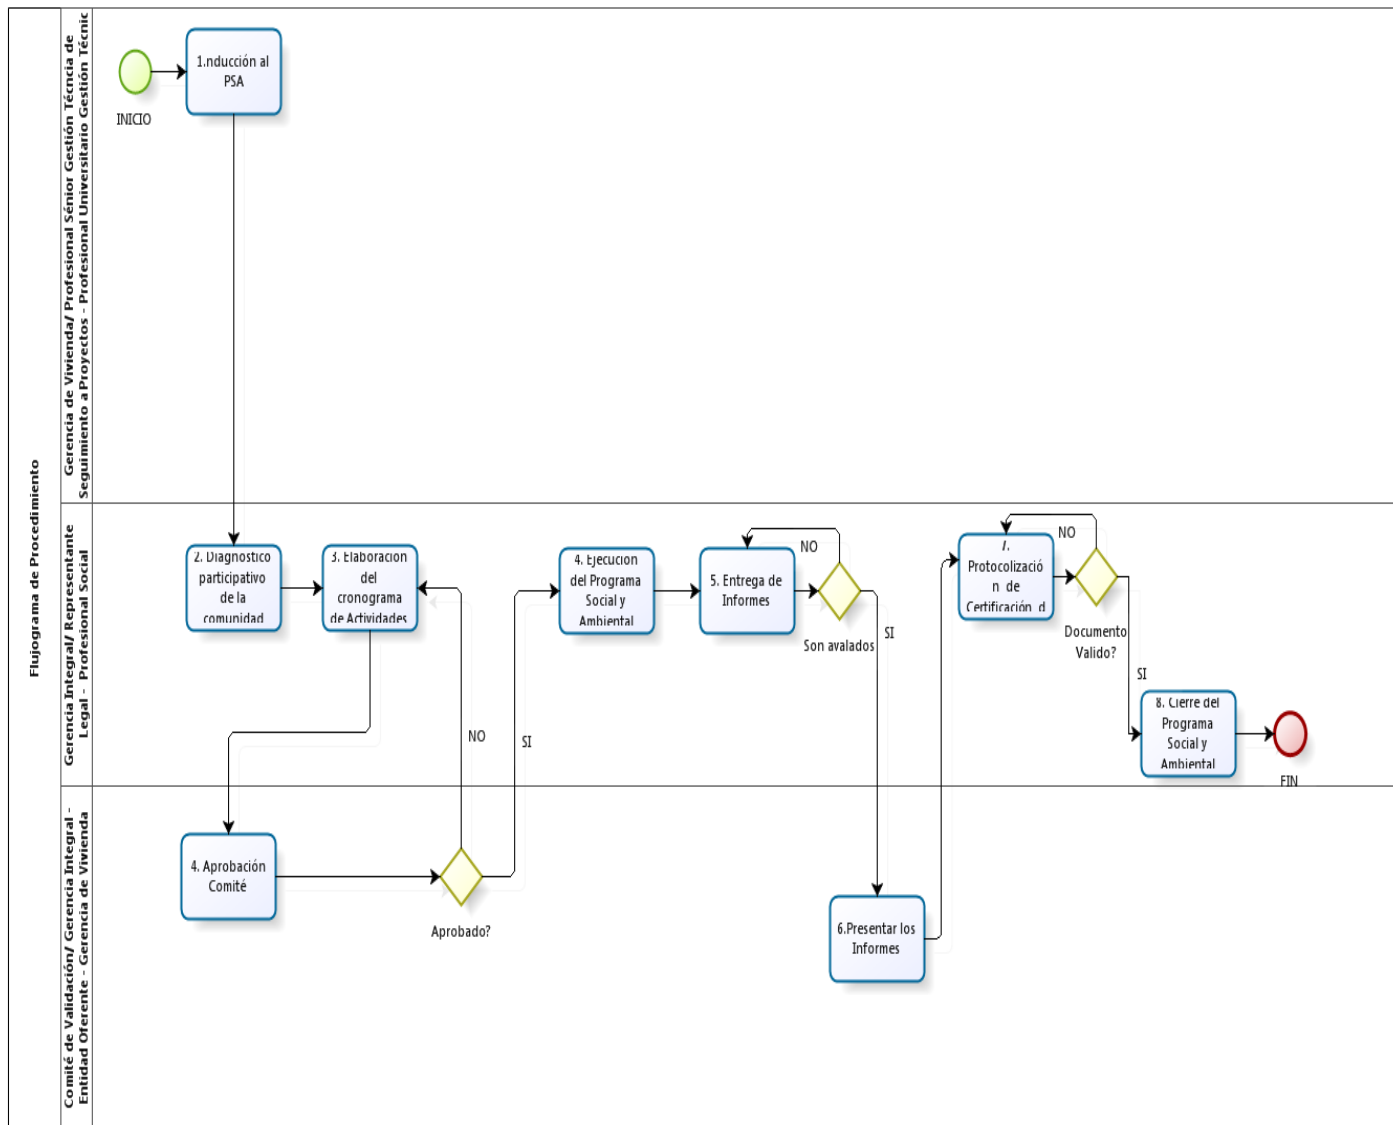 Flujograma de Procedimiento
Gerencia de Vivienda/ Profesional Sénior Gestión Técncia de
Seguimiento a Proyectos - Profesional Universitario Gestión Técnic
INICIO
1.nducción al
PSA
Gerencia Integral/ Representante
Legal - Profesional Social
2. Diagnostico
participativo
de la
comunidad
3. Elaboracion
del
cronograma
de Actividades
4. Ejecucion
del Programa
Social y
Ambiental
5. Entrega de
Informes
NO
Son avalados
SI
7.
Protocolizació
n de
Certificación d
NO
Documento
Valido?
SI
8. Cierre del
Programa
Social y
Ambiental
FIN
NO
SI
Comité de Validación/ Gerencia Integral -
Entidad Oferente - Gerencia de Vivienda
4. Aprobación
Comité
Aprobado?
6.Presentar los
Informes